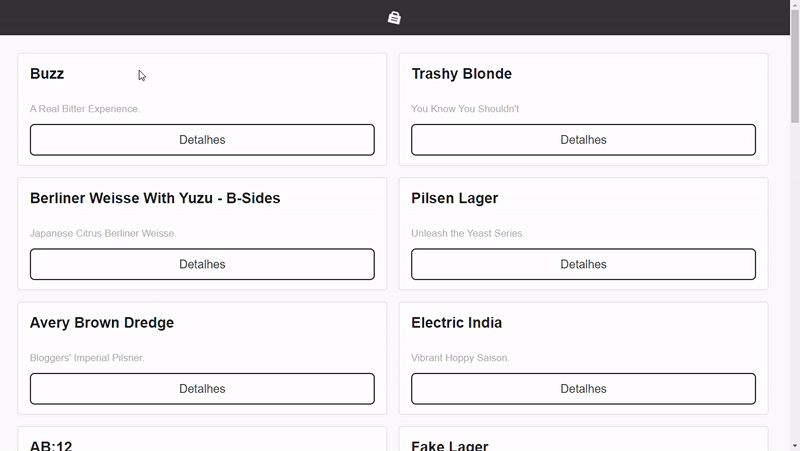 Buzz
A Real Bitter Experience.
Detalhes
Trashy Blonde
You Know You Shouldn't
Detalhes
Berliner Weisse With Yuzu - B-Sides
Japanese Citrus Berliner Weisse.
Detalhes
Pilsen Lager
Unleash the Yeast Series.
Detalhes
Avery Brown Dredge
Bloggers' Imperial Pilsner.
Detalhes
Electric India
Vibrant Hoppy Saison.
Detalhes
AB:12
Fake Lager